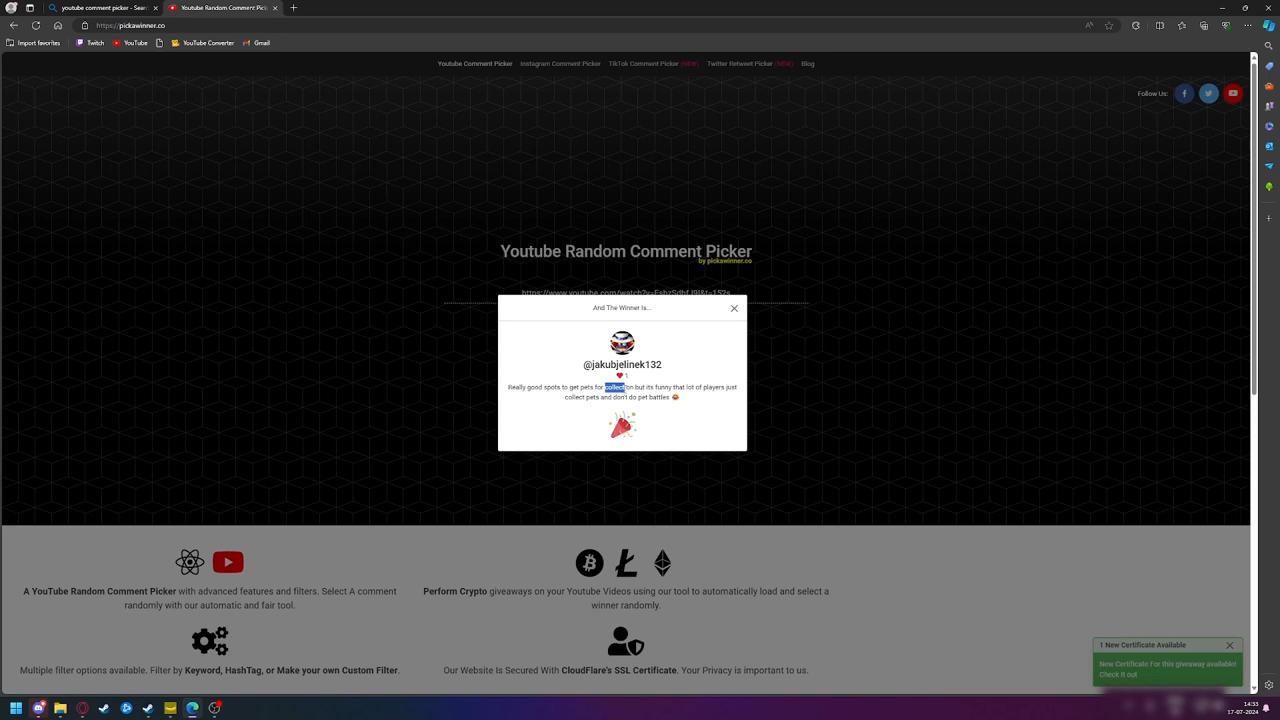 youtube comment picker - Sear
Youtube Random Comment Picker
https://pickawinner.co
Import favorites
Twitch
YouTube
YouTube Converter
Gmail
Youtube Comment Picker
Instagram Comment Picker
TikTok Comment Picker (NEW)
Twitter Retweet Picker (NEW)
Blog
Follow Us:
Youtube Random Comment Picker
by pickawinner.co
And The Winner Is...
@jakubjelinek132
1
Really good spots to get pets for collection but its funny that lot of players just
collect pets and don't do pet battles
A YouTube Random Comment Picker with advanced features and filters. Select A comment
randomly with our automatic and fair tool.
Perform Crypto giveaways on your Youtube Videos using our tool to automatically load and select a
winner randomly.
Multiple filter options available. Filter by Keyword, HashTag, or Make your own Custom Filter.
Our Website Is Secured With CloudFlare's SSL Certificate. Your Privacy is important to us.
1 New Certificate Available
New Certificate For this giveaway available!
Check It out
14:33
17-07-2024